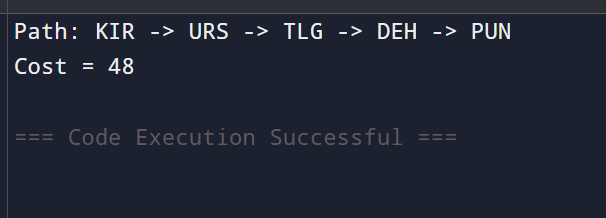 Path: KIR -> URS -> TLG -> DEH -> PUN
Cost = 48
=== Code Execution Successful ===